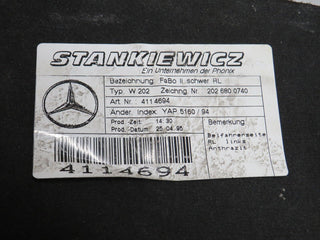 STANKIEWICZ
Ein Unternehmen der Phönix
Bezeichnung: FaBo li. schwer RL
Typ: W 202 Zeichng. Nr. 202 680 0740
Art. Nr.: 4114694
Änder. Index: YAP 5160 / 94
Prod. Zeit: 14:30
Prod. Datum: 25.04.95
Bemerkung
Beifahrerseite
RL links
Anthrazit
4114694